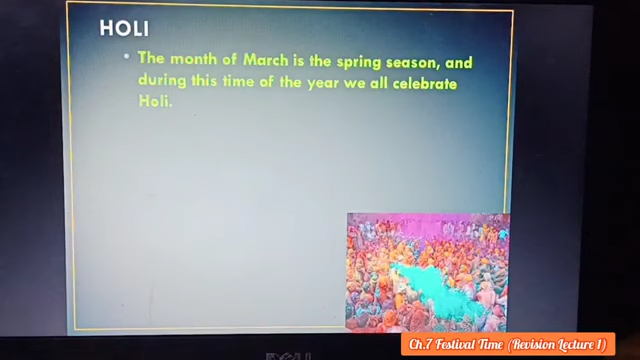 HOLI
• The month of March is the spring season, and
during this time of the year we all celebrate
Holi.
Ch.7 Festival Time (Revision Lecture 1)
DELL